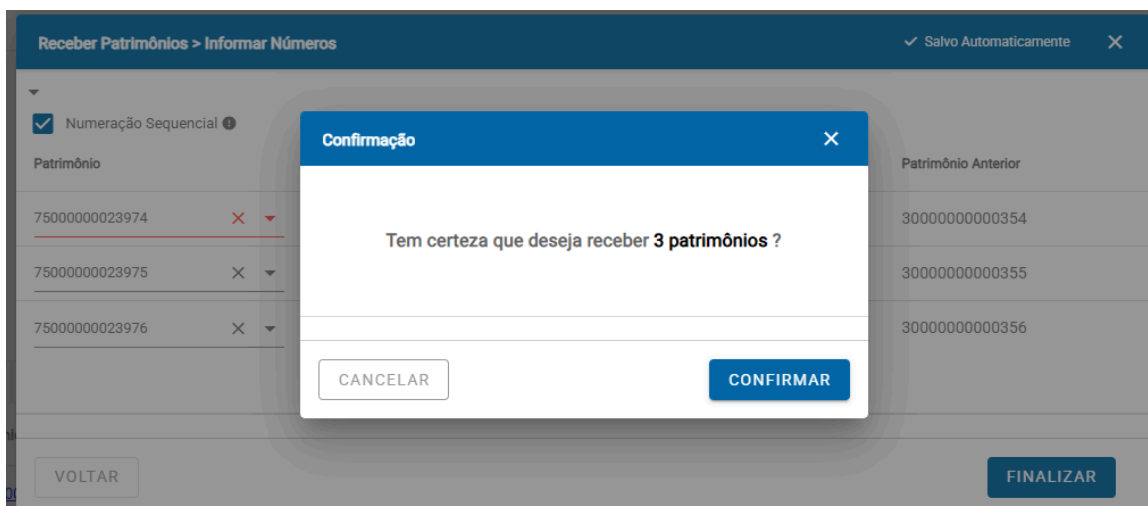 Receber Patrimônios > Informar Números
Salvo Automaticamente
Numeração Sequencial
Confirmação
Patrimônio
Patrimônio Anterior
75000000023974
30000000000354
Tem certeza que deseja receber 3 patrimônios ?
75000000023975
30000000000355
75000000023976
30000000000356
CANCELAR
CONFIRMAR
VOLTAR
FINALIZAR